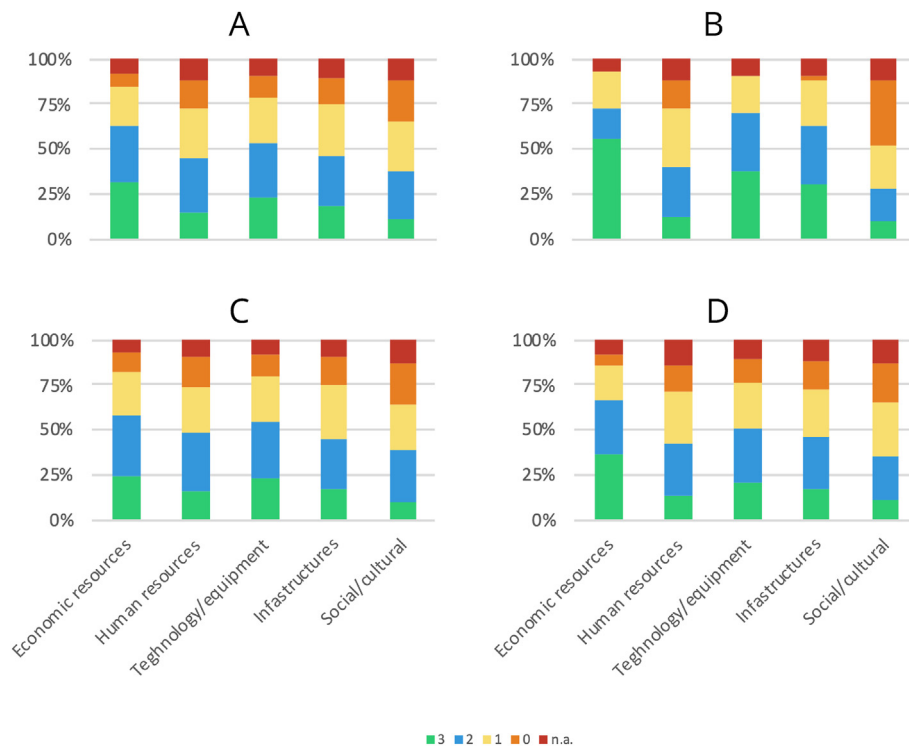 A
B
100%
75%
50%
25%
0%
100%
75%
50%
25%
0%
C
D
100%
75%
50%
25%
0%
100%
75%
50%
25%
0%
Economic resources
Human resources
Teghnology/equipment
Infastructures
Social/cultural
Economic resources
Human resources
Teghnology/equipment
Infastructures
Social/cultural
3 2 1 0 n.a.